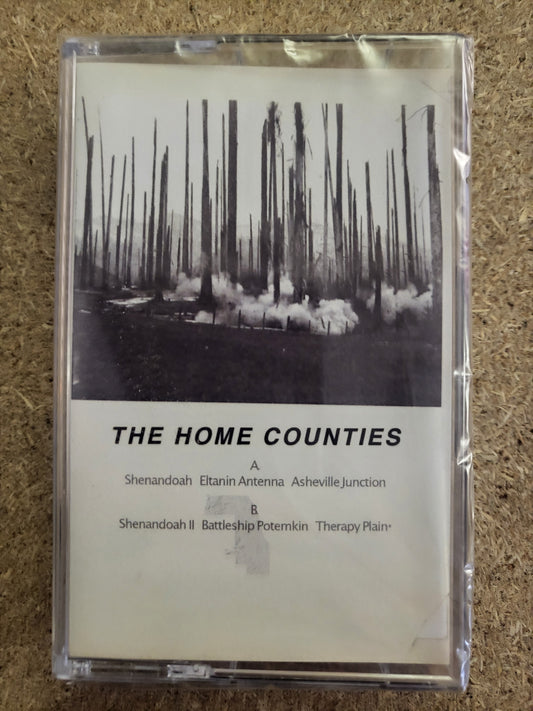 THE HOME COUNTIES
A.
Shenandoah Eltanin Antenna Asheville Junction
B.
Shenandoah II Battleship Potemkin Therapy Plain*